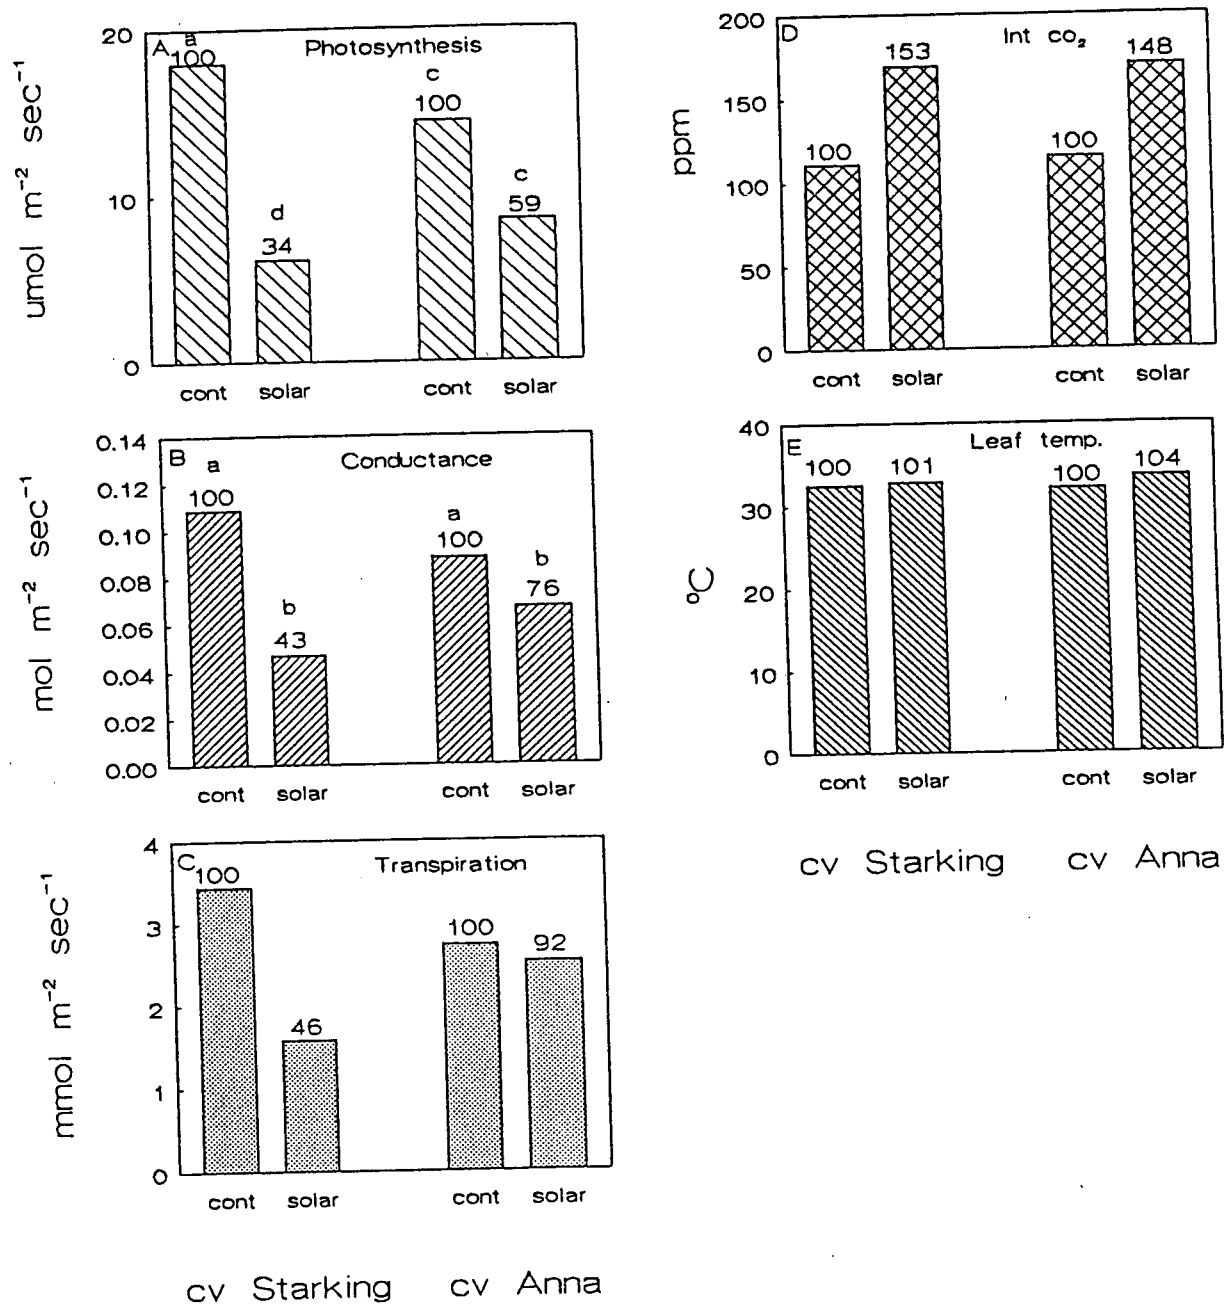 A
Photosynthesis
umol m⁻² sec⁻¹
20
10
0
a
100
d
34
c
100
c
59
cont solar cont solar
B
Conductance
mol m⁻² sec⁻¹
0.14
0.12
0.10
0.08
0.06
0.04
0.02
0.00
a
100
b
43
a
100
b
76
cont solar cont solar
C
Transpiration
mmol m⁻² sec⁻¹
4
3
2
1
0
100
46
100
92
cont solar cont solar
cv Starking cv Anna
D
Int co₂
ppm
200
150
100
50
0
100
153
100
148
cont solar cont solar
E
Leaf temp.
°C
40
30
20
10
0
100
101
100
104
cont solar cont solar
cv Starking cv Anna